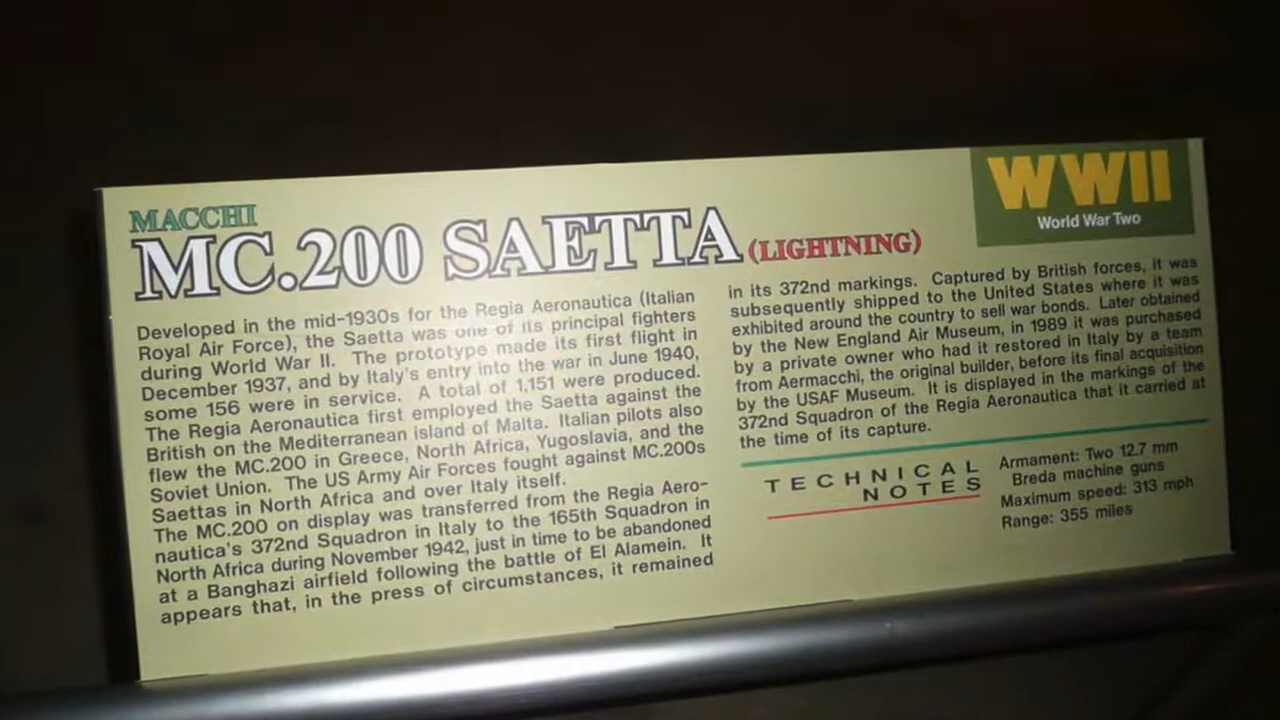 MACCHI
MC.200 SAETTA (LIGHTNING)
WWII
World War Two
Developed in the mid-1930s for the Regia Aeronautica (Italian
Royal Air Force), the Saetta was one of its principal fighters
during World War II. The prototype made its first flight in
December 1937, and by Italy's entry into the war in June 1940,
some 156 were in service. A total of 1,151 were produced.
The Regia Aeronautica first employed the Saetta against the
British on the Mediterranean island of Malta. Italian pilots also
flew the MC.200 in Greece, North Africa, Yugoslavia, and the
Soviet Union. The US Army Air Forces fought against MC.200s
Saettas in North Africa and over Italy itself.
The MC.200 on display was transferred from the Regia Aero-
nautica's 372nd Squadron in Italy to the 165th Squadron in
North Africa during November 1942, just in time to be abandoned
at a Banghazi airfield following the battle of El Alamein. It
appears that, in the press of circumstances, it remained
in its 372nd markings. Captured by British forces, it was
subsequently shipped to the United States where it was
exhibited around the country to sell war bonds. Later obtained
by the New England Air Museum, in 1989 it was purchased
by a private owner who had it restored in Italy by a team
from Aermacchi, the original builder, before its final acquisition
by the USAF Museum. It is displayed in the markings of the
372nd Squadron of the Regia Aeronautica that it carried at
the time of its capture.
TECHNICAL
NOTES
Armament: Two 12.7 mm
Breda machine guns
Maximum speed: 313 mph
Range: 355 miles